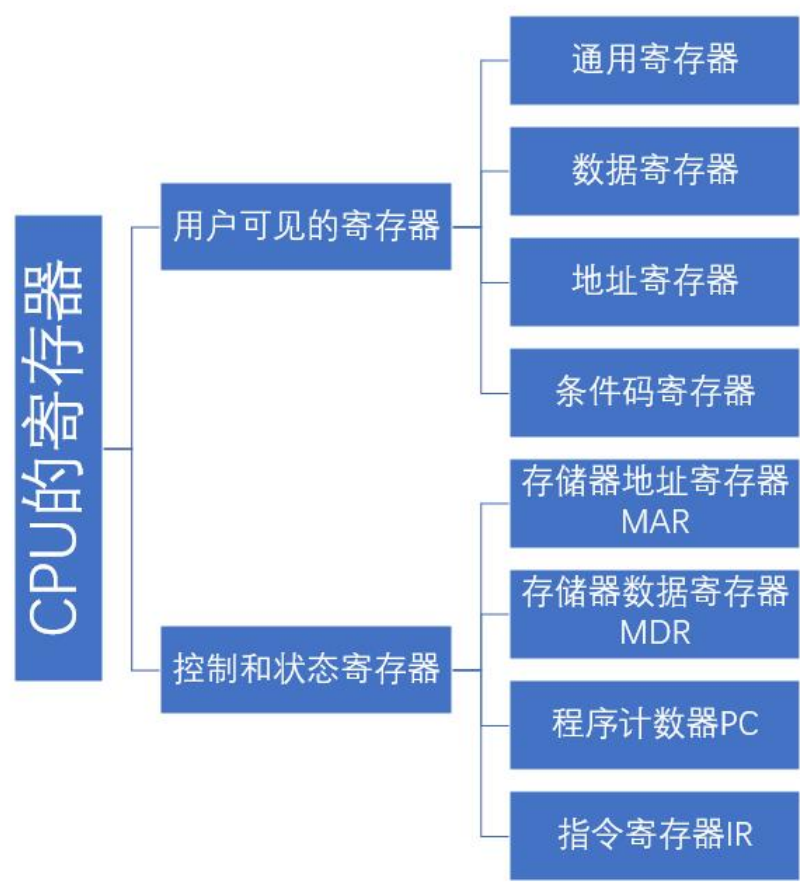 CPU的寄存器
用户可见的寄存器
通用寄存器
数据寄存器
地址寄存器
条件码寄存器
控制和状态寄存器
存储器地址寄存器
MAR
存储器数据寄存器
MDR
程序计数器PC
指令寄存器IR